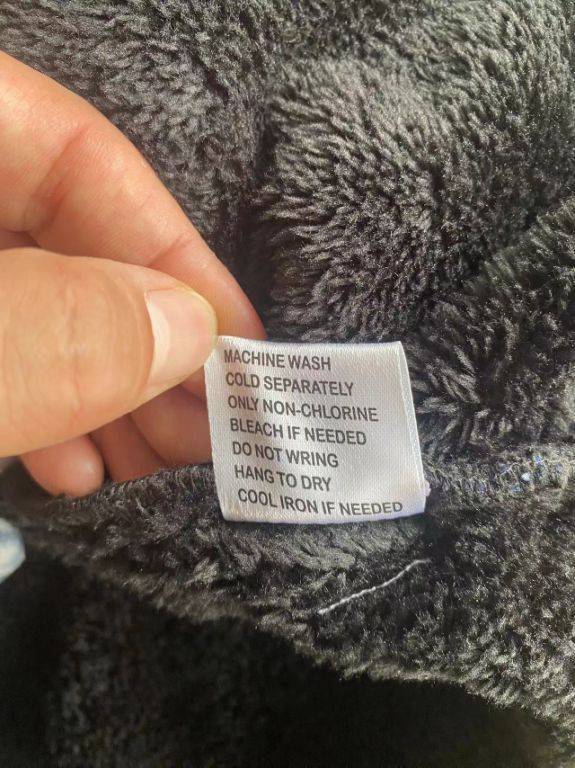 MACHINE WASH
COLD SEPARATELY
ONLY NON-CHLORINE
BLEACH IF NEEDED
DO NOT WRING
HANG TO DRY
COOL IRON IF NEEDED